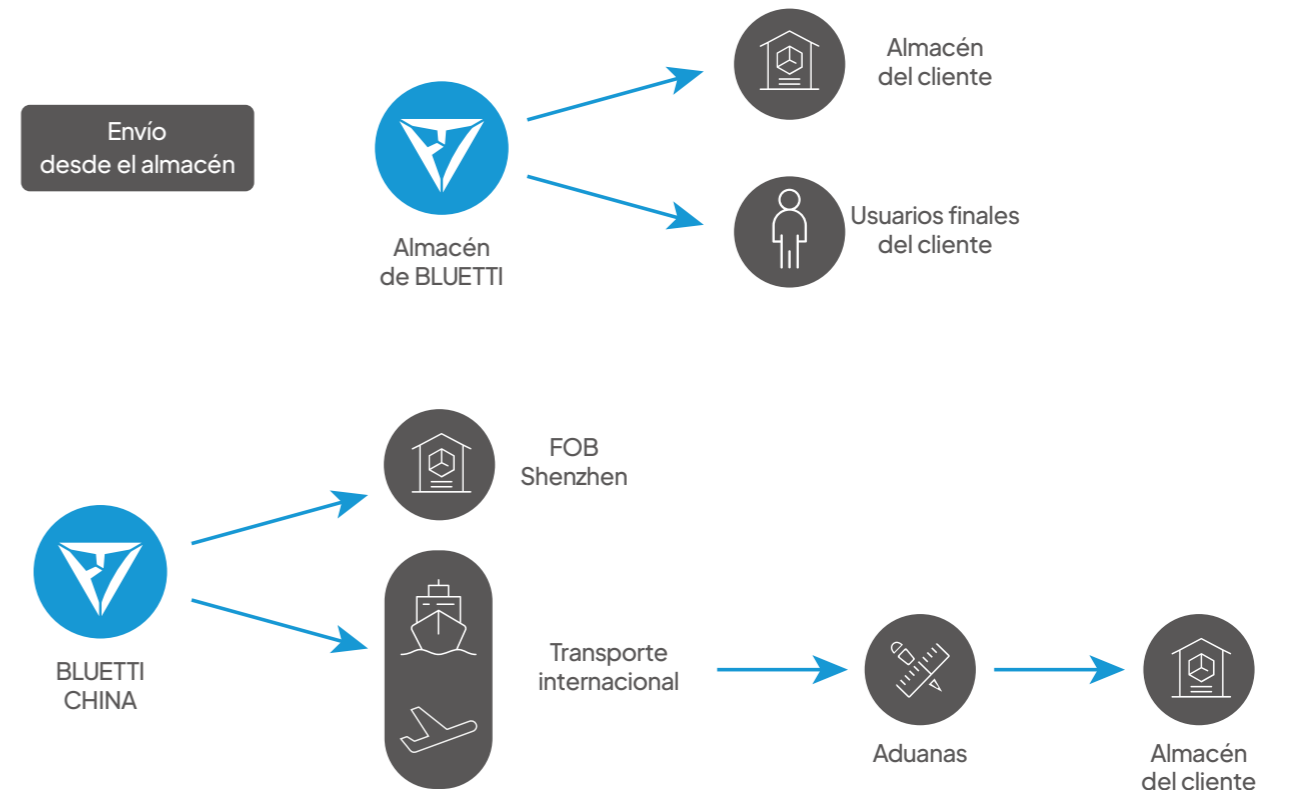 Envío
desde el almacén
Almacén
de BLUETTI
Almacén
del cliente
Usuarios finales
del cliente
BLUETTI
CHINA
FOB
Shenzhen
Transporte
internacional
Aduanas
Almacén
del cliente